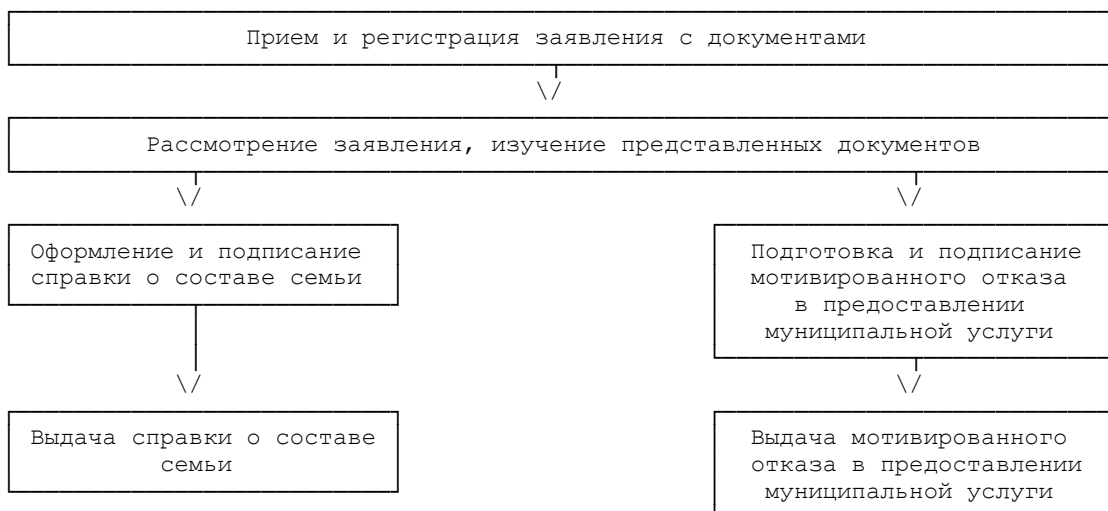 Прием и регистрация заявления с документами
Рассмотрение заявления, изучение представленных документов
Оформление и подписание
справки о составе семьи
Подготовка и подписание
мотивированного отказа
в предоставлении
муниципальной услуги
Выдача справки о составе
семьи
Выдача мотивированного
отказа в предоставлении
муниципальной услуги